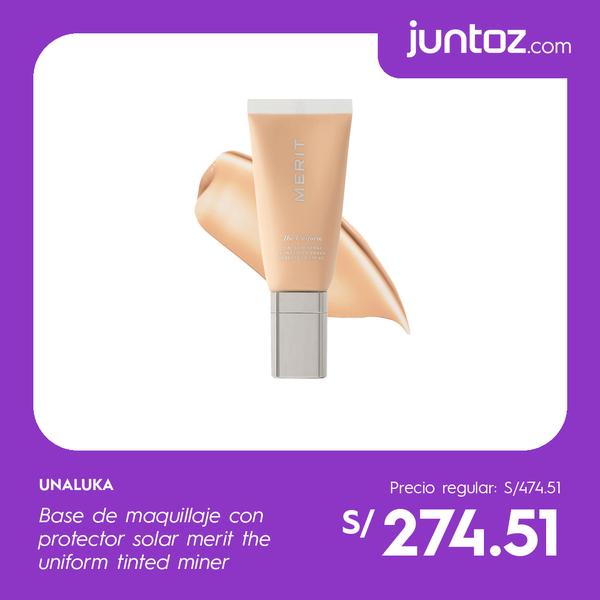 juntoz.com
MERIT
The Uniform
UNALUKA
Base de maquillaje con
protector solar merit the
uniform tinted miner
Precio regular: S/474.51
S/ 274.51